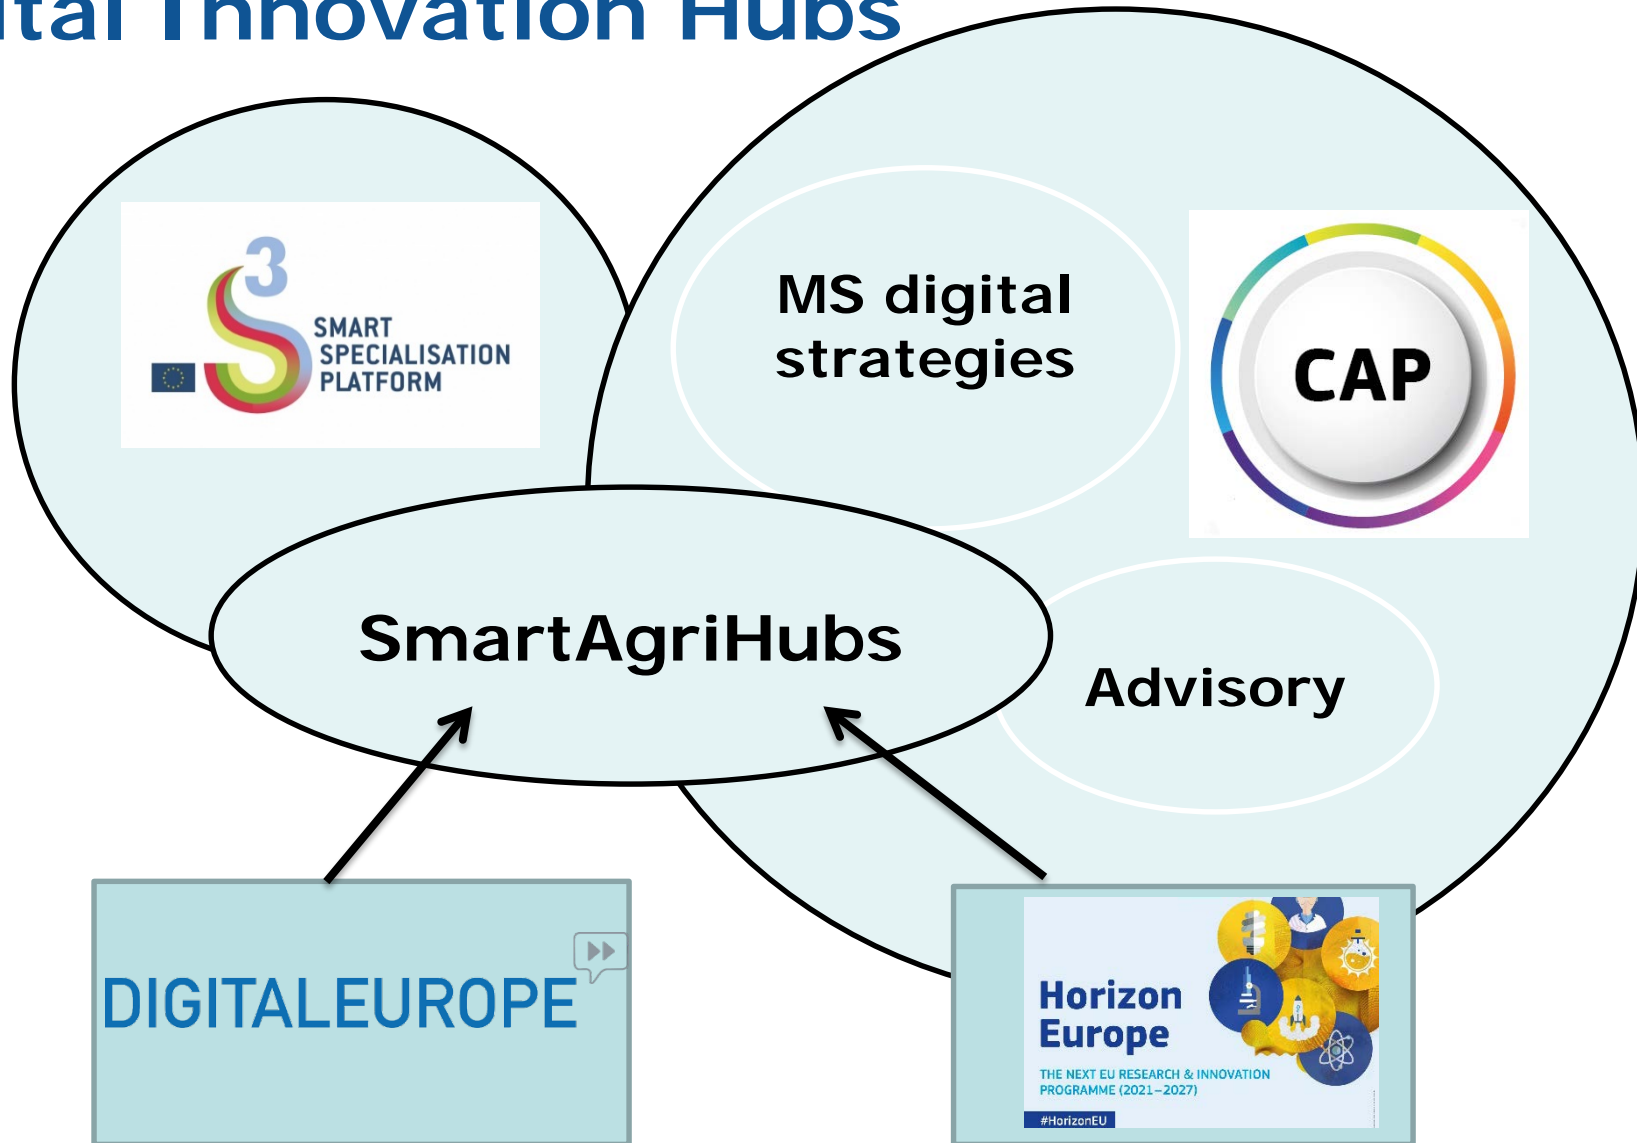 ital Innovation Hubs
S3
SMART
SPECIALISATION
PLATFORM
MS digital
strategies
CAP
SmartAgriHubs
Advisory
DIGITALEUROPE
Horizon
Europe
THE NEXT EU RESEARCH & INNOVATION
PROGRAMME (2021–2027)
#HorizonEU